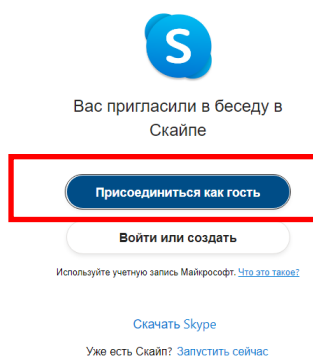 S
Вас пригласили в беседу в
Скайпе
Присоединиться как гость
Войти или создать
Используйте учетную запись Майкрософт. Что это такое?
Скачать Skype
Уже есть Скайп? Запустить сейчас